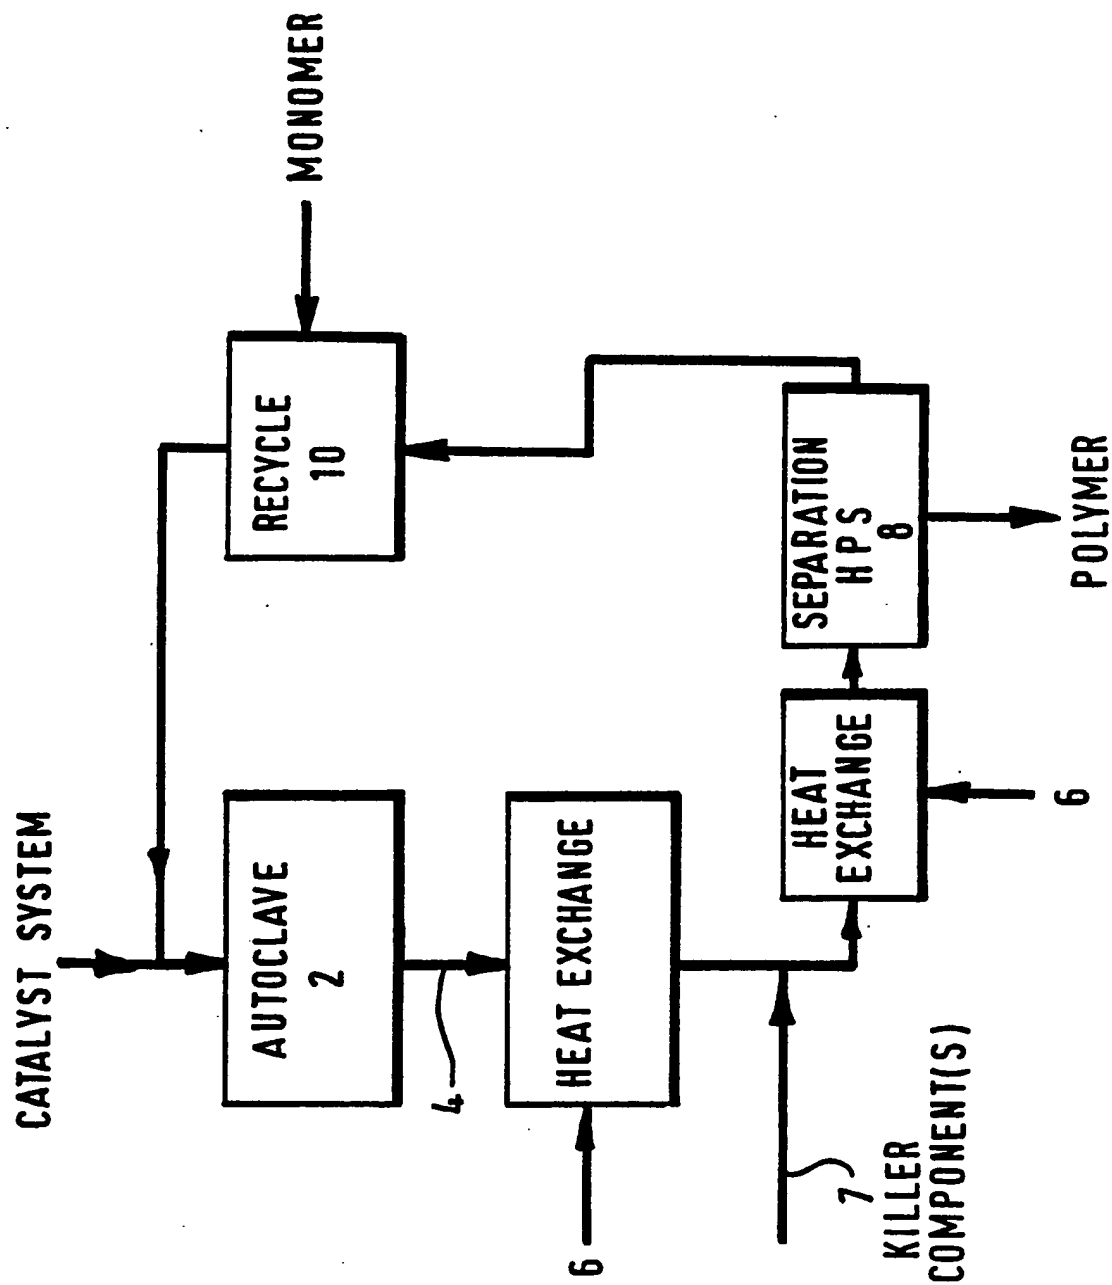 CATALYST SYSTEM
MONOMER
AUTOCLAVE
2
RECYCLE
10
4
6
HEAT EXCHANGE
7
KILLER
COMPONENT(S)
HEAT
EXCHANGE
6
SEPARATION
HPS
8
POLYMER